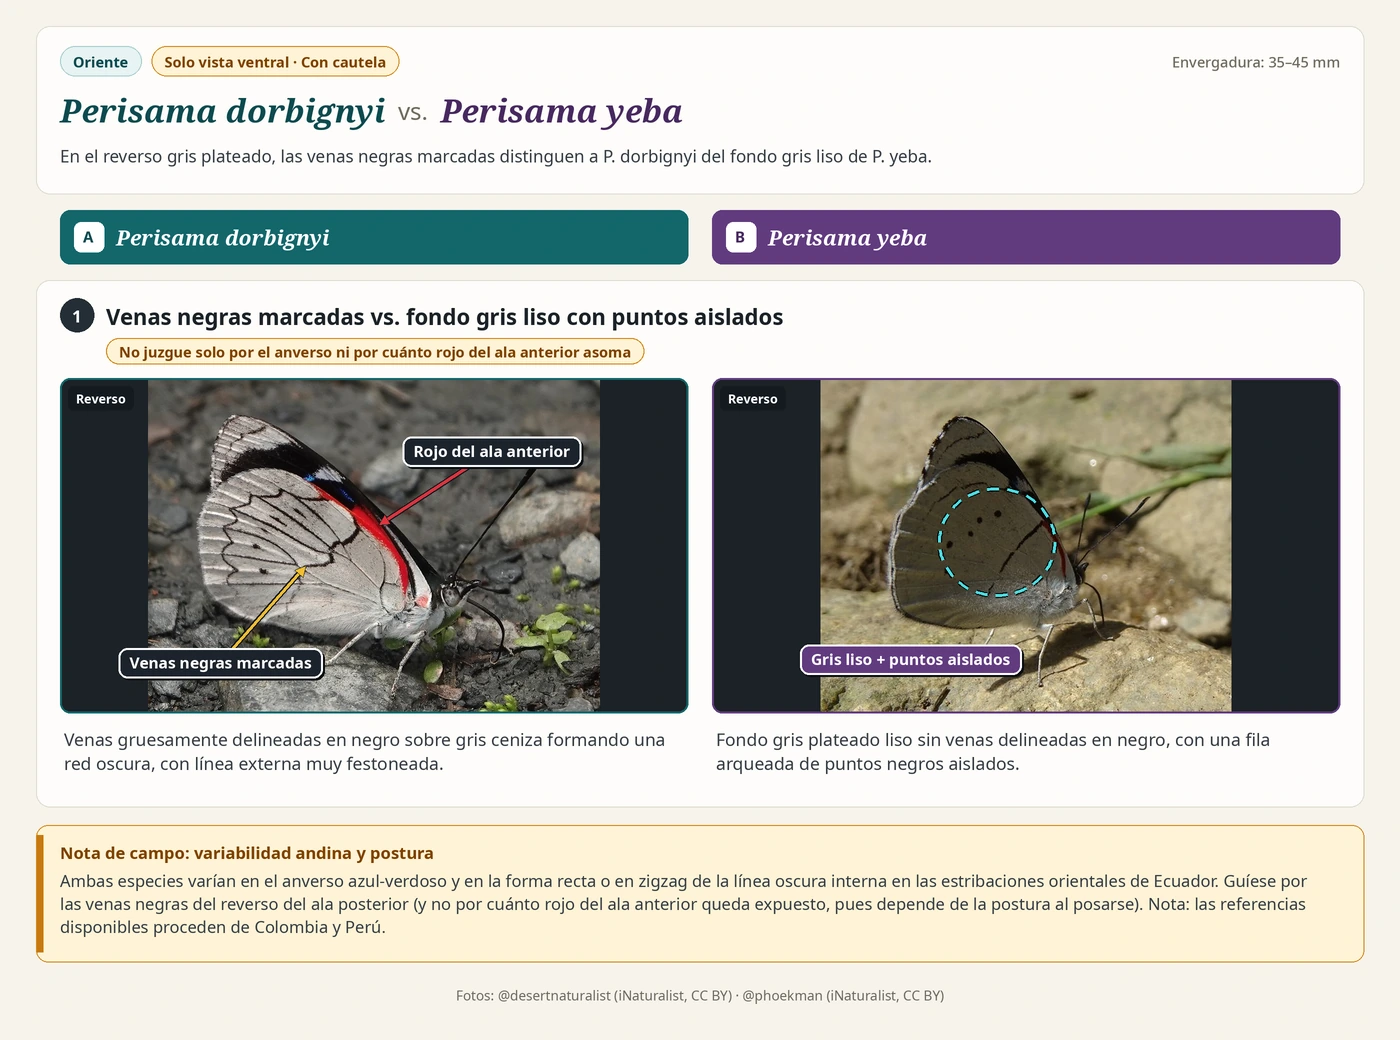 Oriente
Solo vista ventral · Con cautela
Envergadura: 35–45 mm
Perisama dorbignyi vs. Perisama yeba
En el reverso gris plateado, las venas negras marcadas distinguen a P. dorbignyi del fondo gris liso de P. yeba.
A Perisama dorbignyi
B Perisama yeba
1 Venas negras marcadas vs. fondo gris liso con puntos aislados
No juzgue solo por el anverso ni por cuánto rojo del ala anterior asoma
Reverso
Rojo del ala anterior
Venas negras marcadas
Reverso
Gris liso + puntos aislados
Venas gruesamente delineadas en negro sobre gris ceniza formando una
red oscura, con línea externa muy festoneada.
Fondo gris plateado liso sin venas delineadas en negro, con una fila
arqueada de puntos negros aislados.
Nota de campo: variabilidad andina y postura
Ambas especies varían en el anverso azul-verdoso y en la forma recta o en zigzag de la línea oscura interna en las estribaciones orientales de Ecuador. Guíese por
las venas negras del reverso del ala posterior (y no por cuánto rojo del ala anterior queda expuesto, pues depende de la postura al posarse). Nota: las referencias
disponibles proceden de Colombia y Perú.
Fotos: @desertnaturalist (iNaturalist, CC BY) · @phoekman (iNaturalist, CC BY)